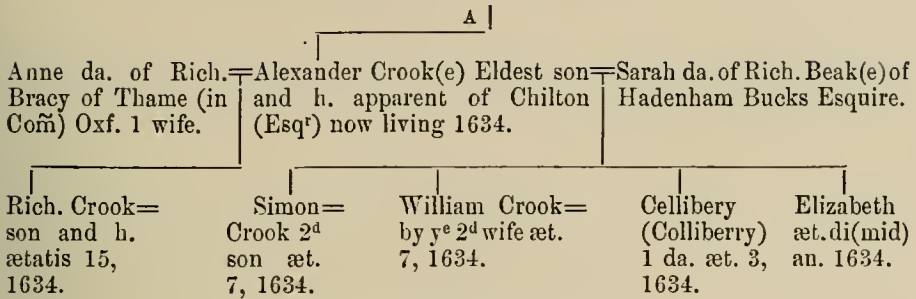 A
Anne da. of Rich.
Bracy of Thame (in
Com̃) Oxf. 1 wife.
=Alexander Crook(e) Eldest son=
and h. apparent of Chilton
(Esqʳ) now living 1634.
Sarah da. of Rich. Beak(e) of
Hadenham Bucks Esquire.
Rich. Crook=
son and h.
ætatis 15,
1634.
Simon=
Crook 2ᵈ
son æt.
7, 1634.
William Crook=
by yᵉ 2ᵈ wife æt.
7, 1634.
Cellibery
(Colliberry)
1 da. æt. 3,
1634.
Elizabeth
æt. di(mid)
an. 1634.